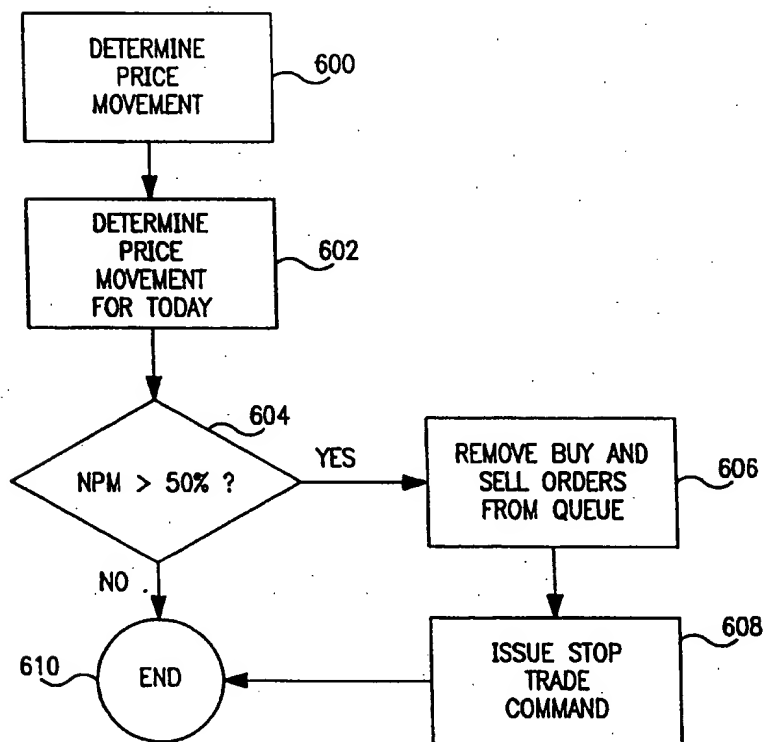 DETERMINE
PRICE
MOVEMENT
600
DETERMINE
PRICE
MOVEMENT
FOR TODAY
602
604
NPM > 50% ?
YES
REMOVE BUY AND
SELL ORDERS
FROM QUEUE
606
NO
610
END
ISSUE STOP
TRADE
COMMAND
608